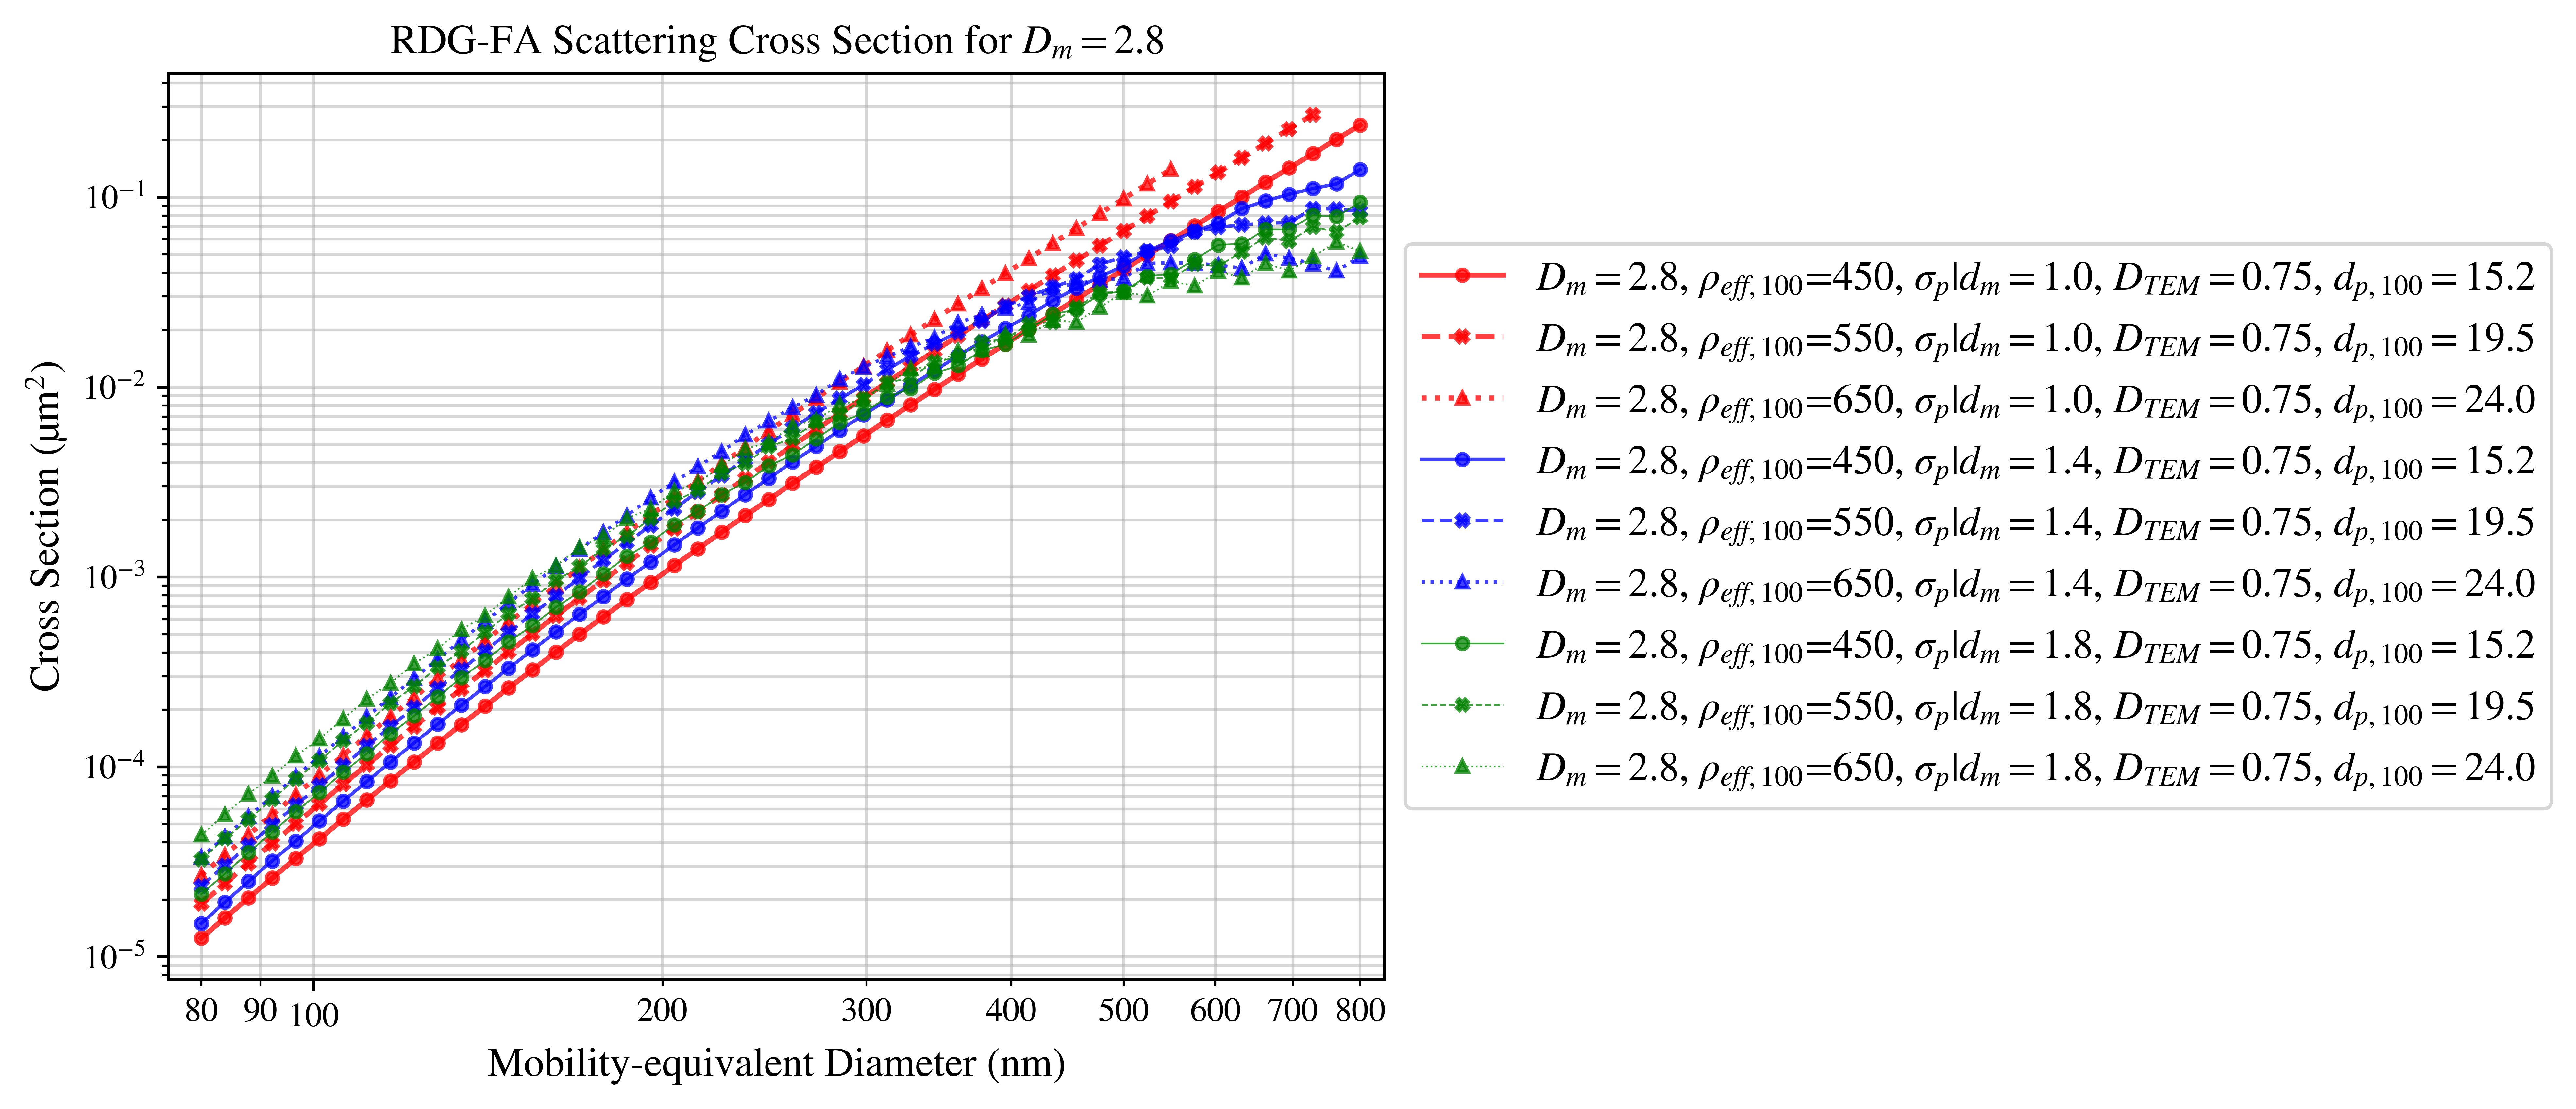 RDG-FA Scattering Cross Section for Dₘ = 2.8
Cross Section (μm²)
10⁻¹
10⁻²
10⁻³
10⁻⁴
10⁻⁵
80 90 100 200 300 400 500 600 700 800
Mobility-equivalent Diameter (nm)
D_m = 2.8, ρ_eff,100=450, σ_p|d_m = 1.0, D_TEM = 0.75, d_p,100 = 15.2
D_m = 2.8, ρ_eff,100=550, σ_p|d_m = 1.0, D_TEM = 0.75, d_p,100 = 19.5
D_m = 2.8, ρ_eff,100=650, σ_p|d_m = 1.0, D_TEM = 0.75, d_p,100 = 24.0
D_m = 2.8, ρ_eff,100=450, σ_p|d_m = 1.4, D_TEM = 0.75, d_p,100 = 15.2
D_m = 2.8, ρ_eff,100=550, σ_p|d_m = 1.4, D_TEM = 0.75, d_p,100 = 19.5
D_m = 2.8, ρ_eff,100=650, σ_p|d_m = 1.4, D_TEM = 0.75, d_p,100 = 24.0
D_m = 2.8, ρ_eff,100=450, σ_p|d_m = 1.8, D_TEM = 0.75, d_p,100 = 15.2
D_m = 2.8, ρ_eff,100=550, σ_p|d_m = 1.8, D_TEM = 0.75, d_p,100 = 19.5
D_m = 2.8, ρ_eff,100=650, σ_p|d_m = 1.8, D_TEM = 0.75, d_p,100 = 24.0